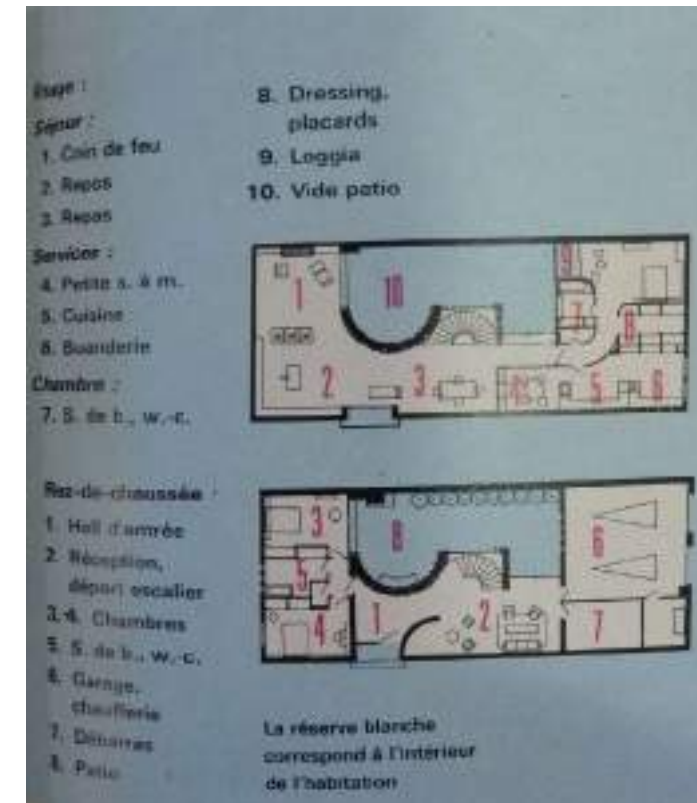 Étage :
Séjour :
1. Coin de feu
2. Repos
3. Repas
Services :
4. Petite s. à m.
5. Cuisine
6. Buanderie
Chambre :
7. S. de b., w.-c.
8. Dressing,
placards
9. Loggia
10. Vide patio
1
10
9
7
8
2
3
5
6
Rez-de-chaussée :
1. Hall d'entrée
2. Réception,
départ escalier
3.4. Chambres
5. S. de b., w.-c.
6. Garage,
chaufferie
7. Débarras
8. Patio
3
8
6
5
4
1
2
7
La réserve blanche
correspond à l'intérieur
de l'habitation